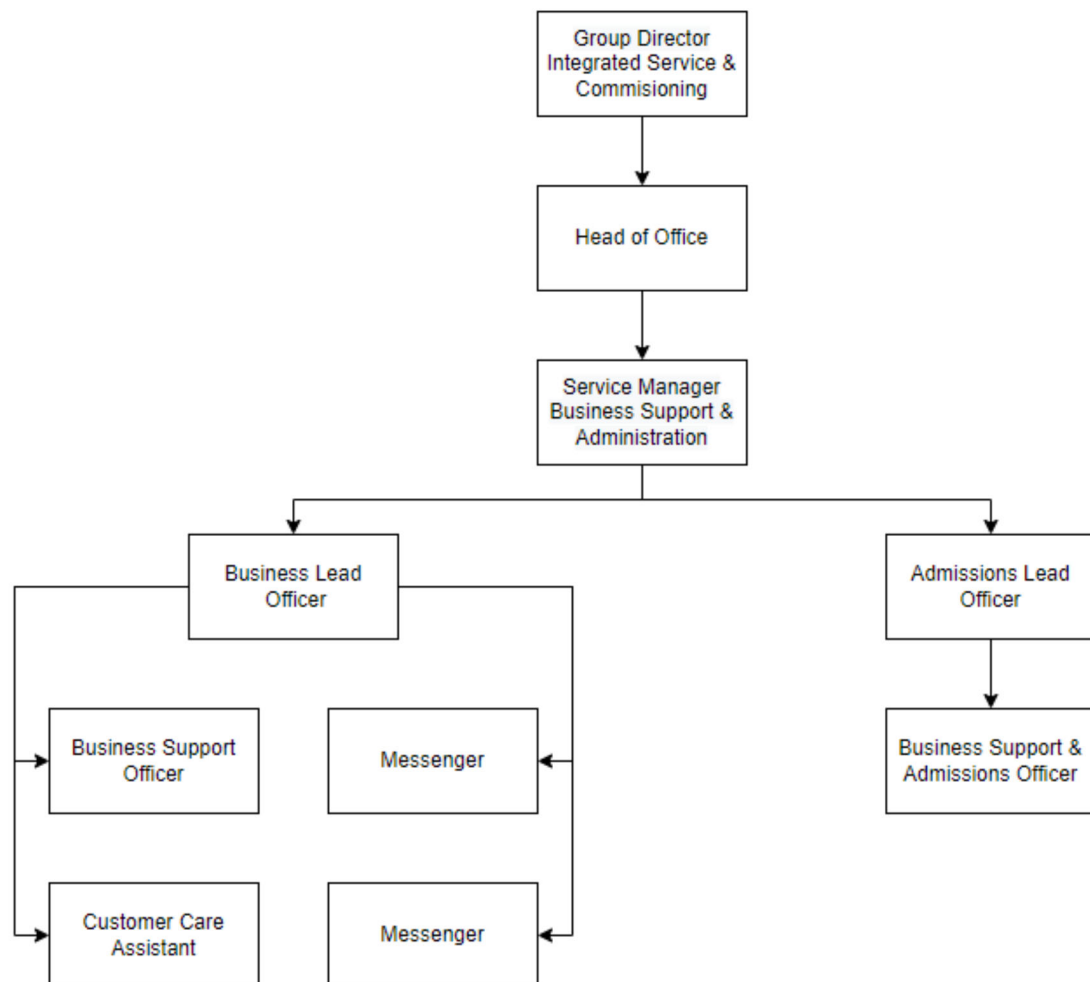 Group Director
Integrated Service &
Commisioning
Head of Office
Service Manager
Business Support &
Administration
Business Lead
Officer
Admissions Lead
Officer
Business Support
Officer
Messenger
Business Support &
Admissions Officer
Customer Care
Assistant
Messenger